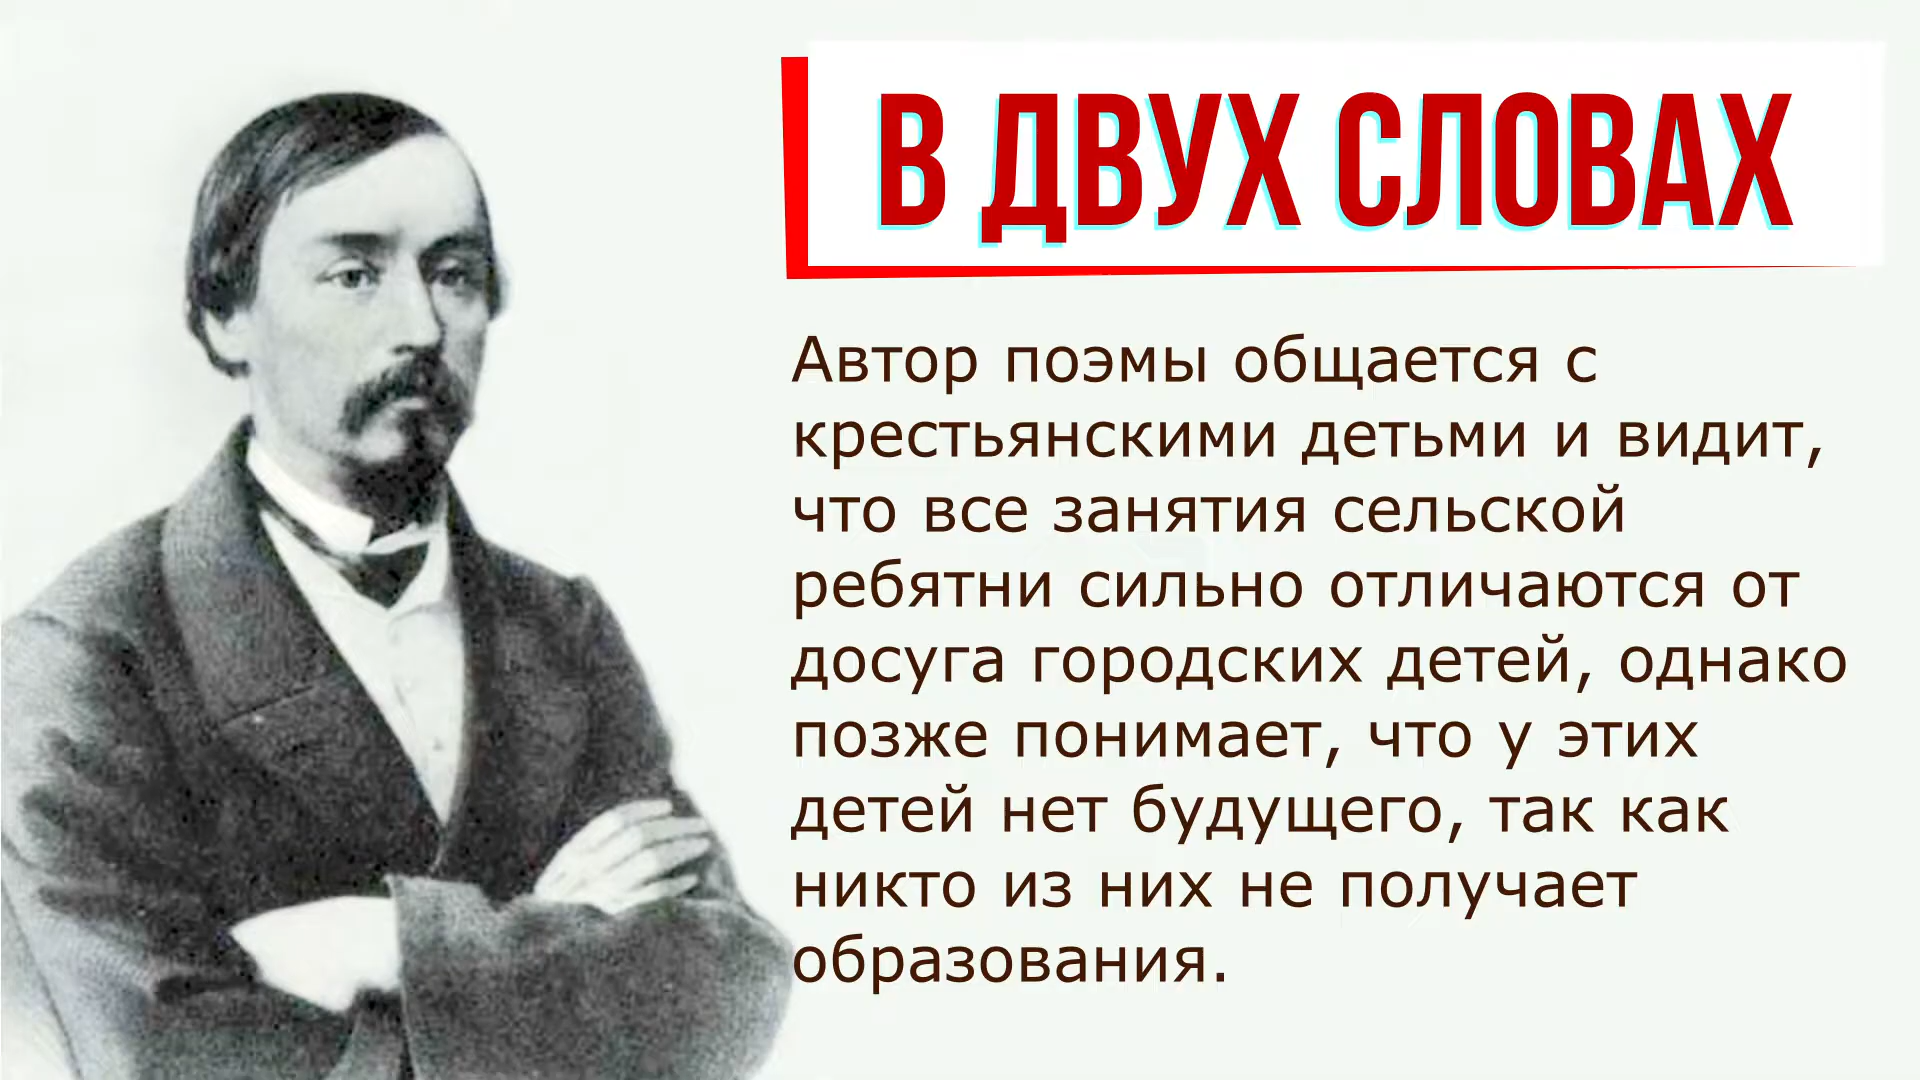 В ДВУХ СЛОВАХ
Автор поэмы общается с
крестьянскими детьми и видит,
что все занятия сельской
ребятни сильно отличаются от
досуга городских детей, однако
позже понимает, что у этих
детей нет будущего, так как
никто из них не получает
образования.